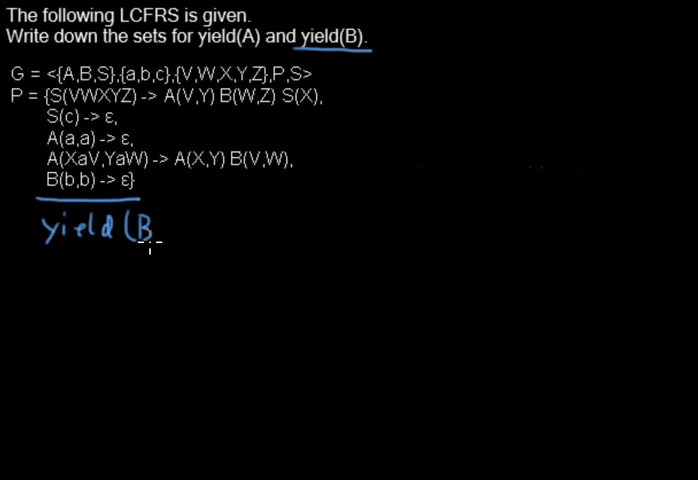 The following LCFRS is given.
Write down the sets for yield(A) and yield(B).
G = <{A,B,S},{a,b,c},{V,W,X,Y,Z},P,S>
P = {S(VWXYZ) -> A(V,Y) B(W,Z) S(X),
S(c) -> ε,
A(a,a) -> ε,
A(XaV,YaW) -> A(X,Y) B(V,W),
B(b,b) -> ε}
yield (B